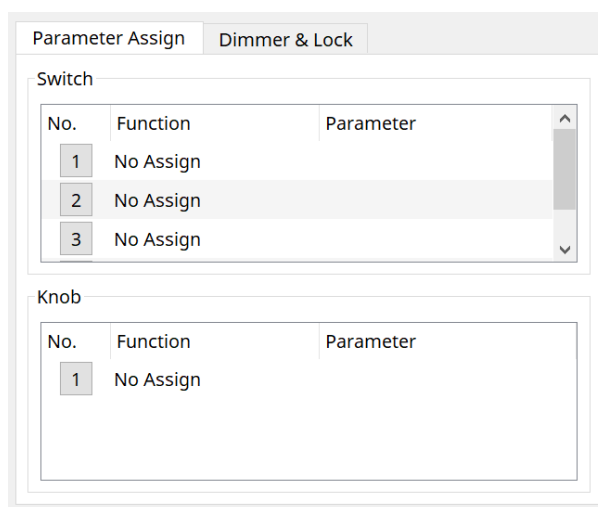 Parameter Assign Dimmer & Lock
Switch
No. Function Parameter
1 No Assign
2 No Assign
3 No Assign
Knob
No. Function Parameter
1 No Assign